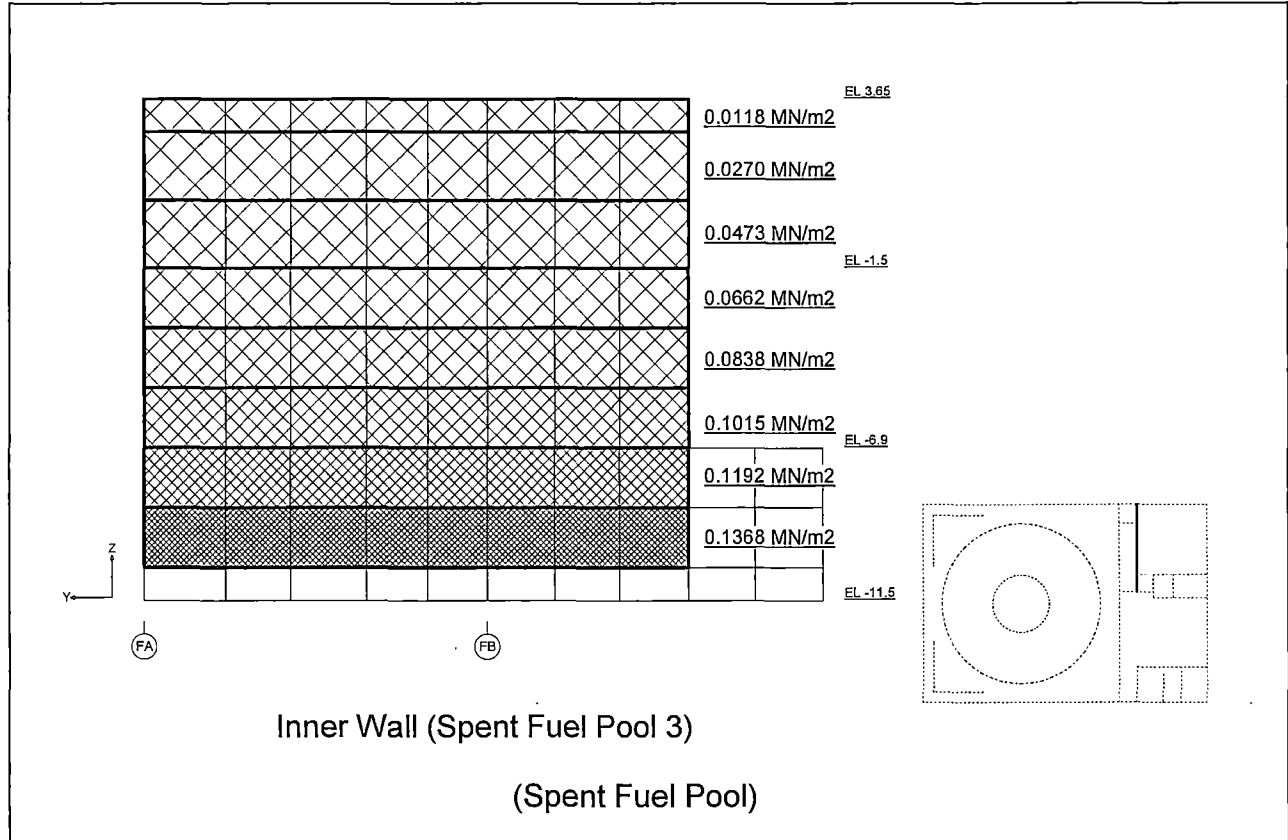 EL 3.65
0.0118 MN/m2
0.0270 MN/m2
0.0473 MN/m2
EL -1.5
0.0662 MN/m2
0.0838 MN/m2
0.1015 MN/m2
EL -6.9
0.1192 MN/m2
0.1368 MN/m2
Z
Y
EL -11.5
FA
FB
Inner Wall (Spent Fuel Pool 3)
(Spent Fuel Pool)